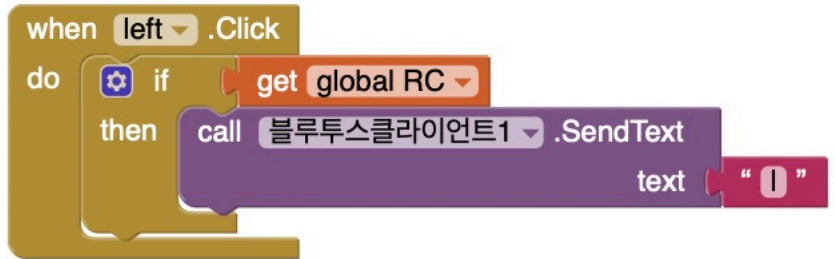 when left .Click
do if get global RC
then call 블루투스클라이언트1 .SendText
text “ l ”